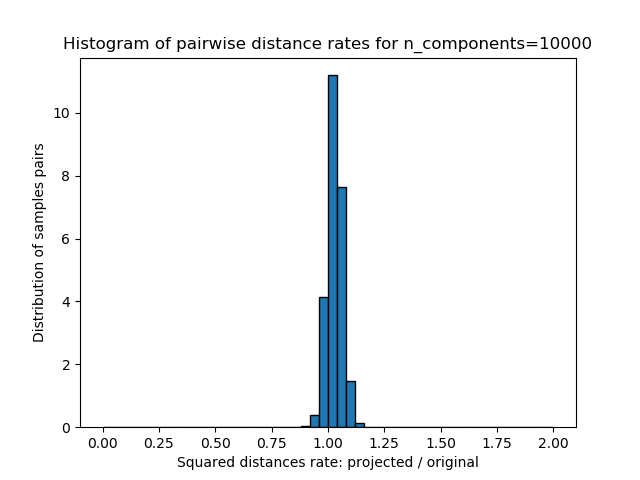 Histogram of pairwise distance rates for n_components=10000
Distribution of samples pairs
10
8
6
4
2
0
0.00 0.25 0.50 0.75 1.00 1.25 1.50 1.75 2.00
Squared distances rate: projected / original